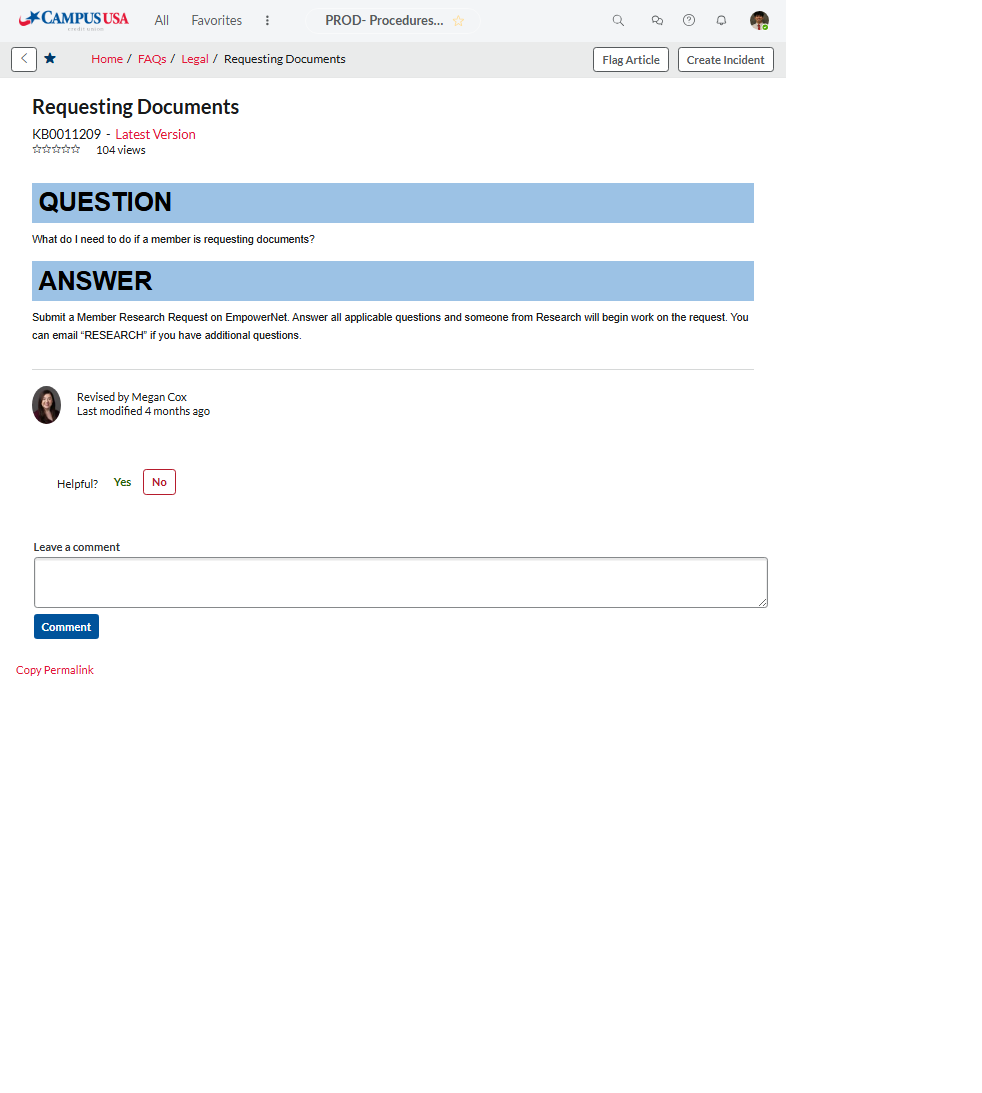 CAMPUS USA
credit union
All Favorites PROD- Procedures...
Home / FAQs / Legal / Requesting Documents
Flag Article Create Incident
Requesting Documents
KB0011209 - Latest Version
104 views
QUESTION
What do I need to do if a member is requesting documents?
ANSWER
Submit a Member Research Request on EmpowerNet. Answer all applicable questions and someone from Research will begin work on the request. You
can email “RESEARCH” if you have additional questions.
Revised by Megan Cox
Last modified 4 months ago
Helpful? Yes No
Leave a comment
Comment
Copy Permalink